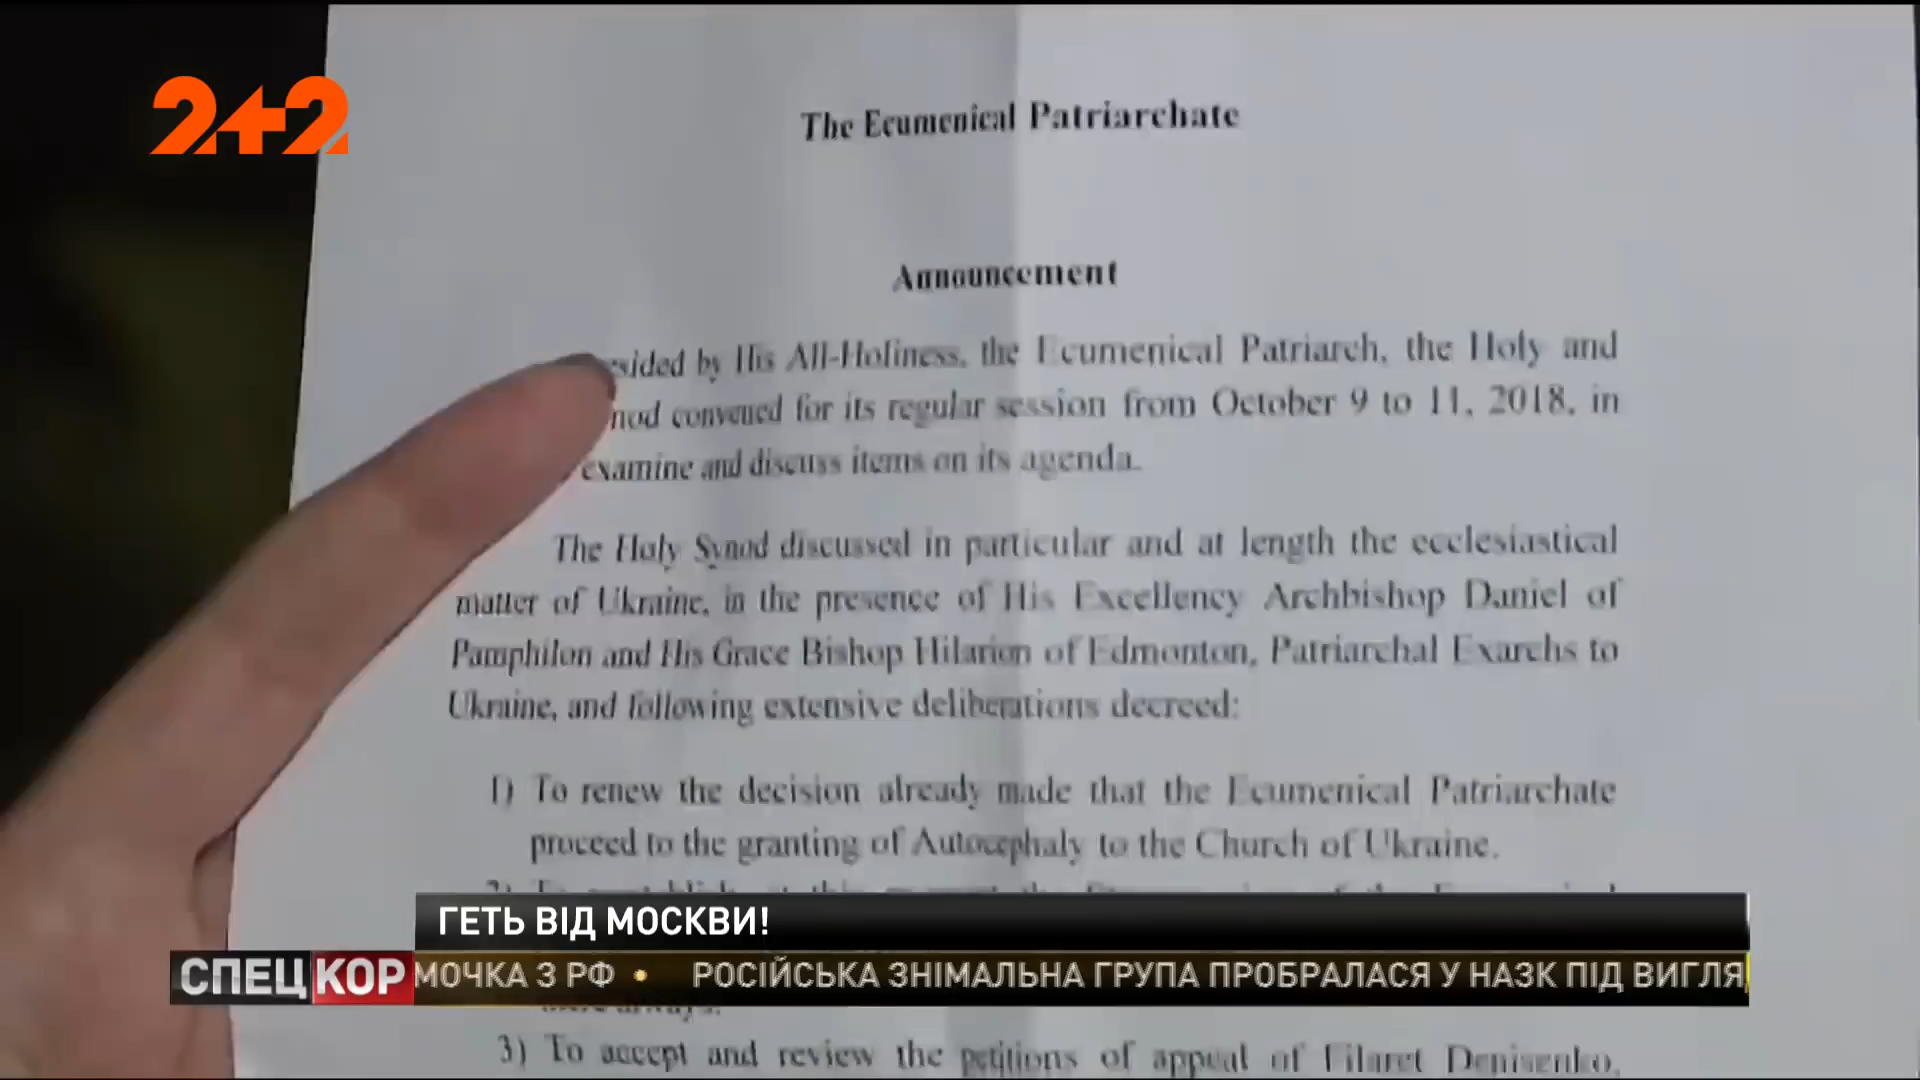 2+2
The Ecumenical Patriarchate
Announcement
sided by His All-Holiness, the Ecumenical Patriarch, the Holy and
nod convened for its regular session from October 9 to 11, 2018, in
examine and discuss items on its agenda.
The Holy Synod discussed in particular and at length the ecclesiastical
matter of Ukraine, in the presence of His Excellency Archbishop Daniel of
Pamphilon and His Grace Bishop Hilarion of Edmonton, Patriarchal Exarchs to
Ukraine, and following extensive deliberations decreed:
1) To renew the decision already made that the Ecumenical Patriarchate
proceed to the granting of Autocephaly to the Church of Ukraine.
ГЕТЬ ВІД МОСКВИ!
СПЕЦКОР МОЧКА З РФ • РОСІЙСЬКА ЗНІМАЛЬНА ГРУПА ПРОБРАЛАСЯ У НАЗК ПІД ВИГЛЯ
3) To accept and review the petitions of appeal of Filaret Denisenko,